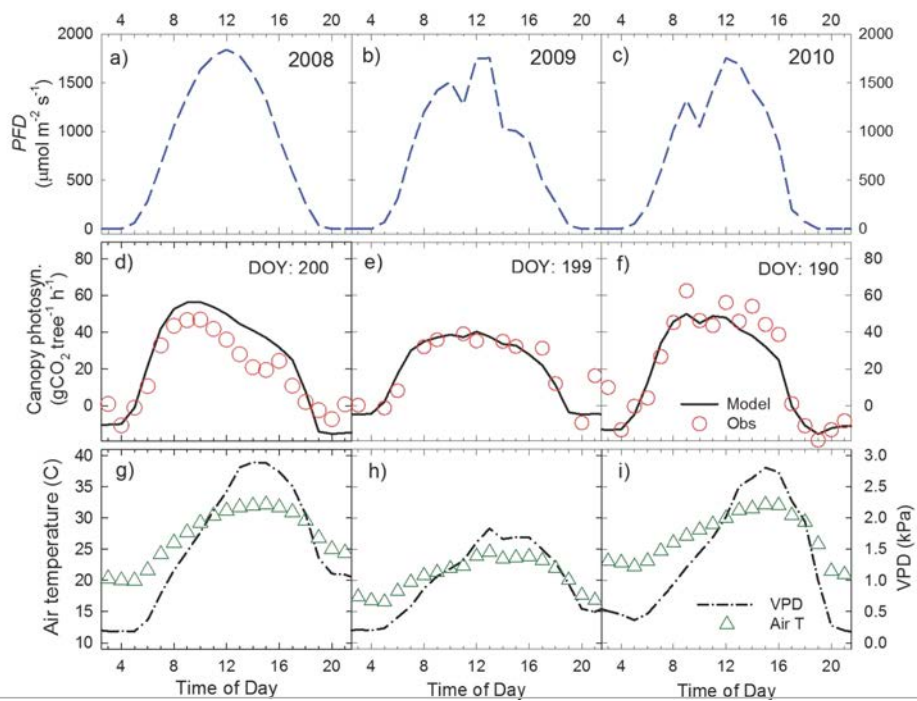 4 8 12 16 20 4 8 12 16 20 4 8 12 16 20
2000 a) 2008 b) 2009 c) 2010 2000
1500 1500
1000 1000
500 500
0 0
PFD
(μmol m⁻² s⁻¹)
80 d) DOY: 200 e) DOY: 199 f) DOY: 190 80
60 60
40 40
20 20
0 0
Canopy photosyn.
(gCO₂ tree⁻¹ h⁻¹)
Model
Obs
40 g) h) i) 3.0
35 2.5
30 2.0
25 1.5
20 1.0
15 0.5
10 0.0
Air temperature (C)
VPD (kPa)
VPD
Air T
4 8 12 16 20 4 8 12 16 20 4 8 12 16 20
Time of Day Time of Day Time of Day